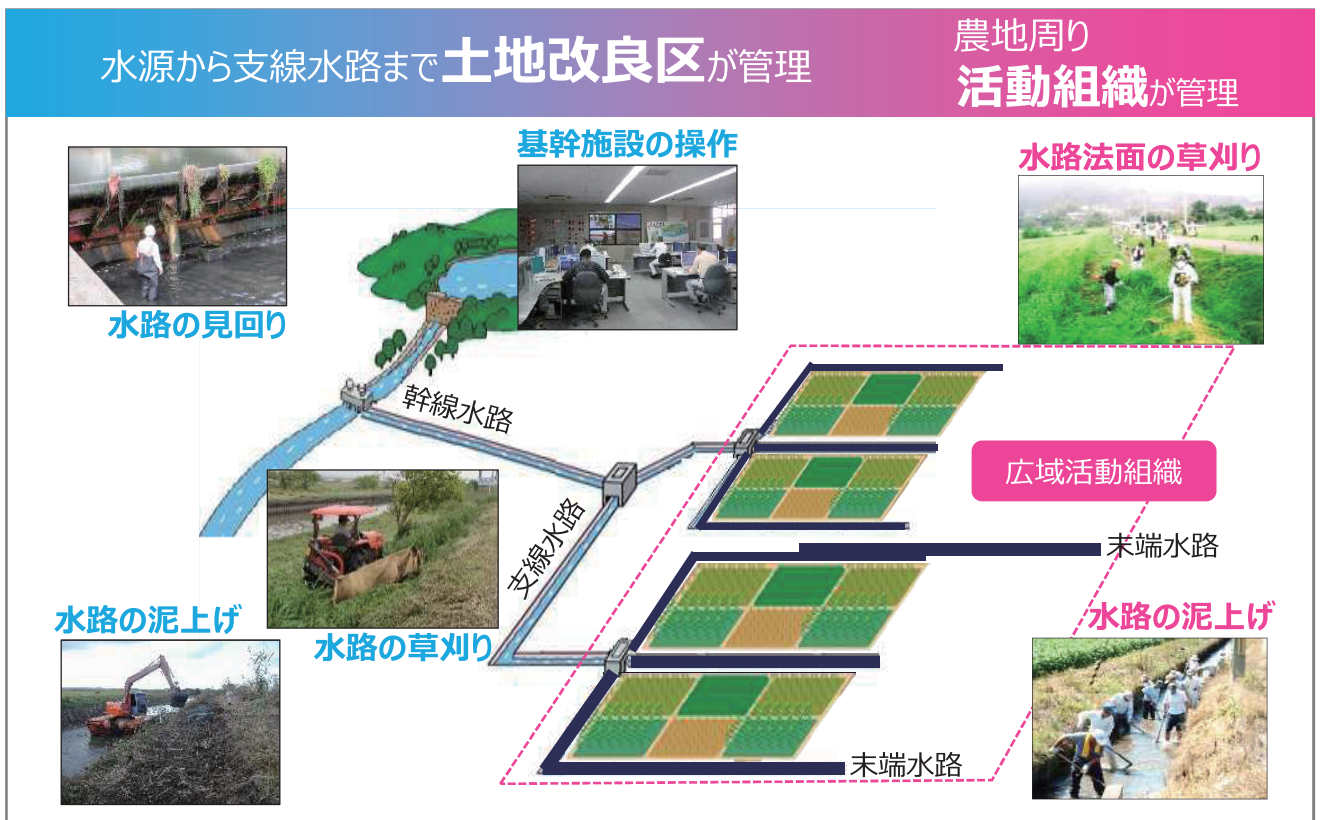 水源から支線水路まで土地改良区が管理
農地周り
活動組織が管理
基幹施設の操作
水路法面の草刈り
水路の見回り
幹線水路
広域活動組織
支線水路
末端水路
水路の泥上げ
水路の泥上げ
水路の草刈り
末端水路